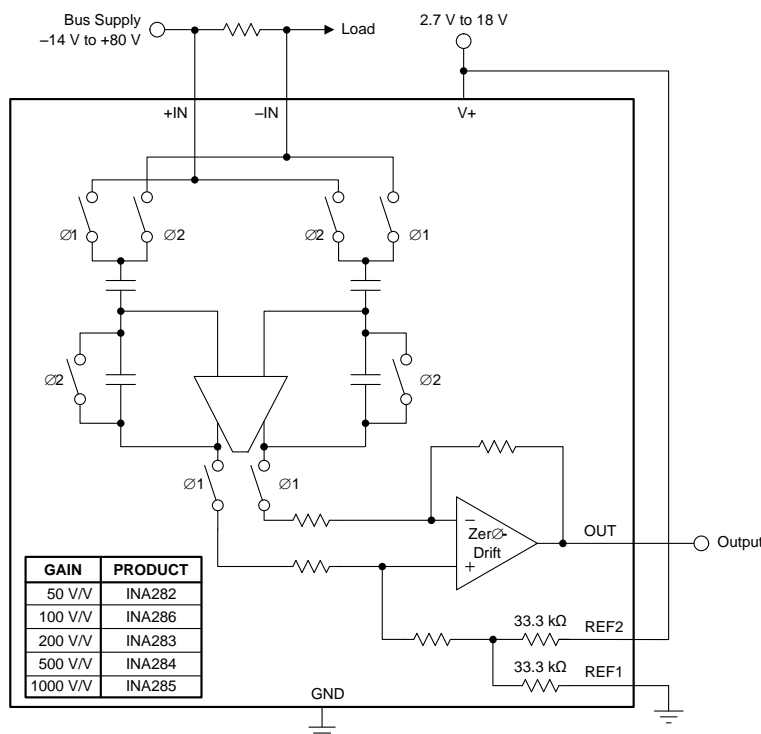 Bus Supply
–14 V to +80 V
Load
2.7 V to 18 V
+IN
–IN
V+
∅1
∅2
∅2
∅1
∅2
∅2
∅1
∅1
Zer∅-
Drift
−
+
OUT
Output
GAIN PRODUCT
50 V/V INA282
100 V/V INA286
200 V/V INA283
500 V/V INA284
1000 V/V INA285
33.3 kΩ
REF2
33.3 kΩ
REF1
GND